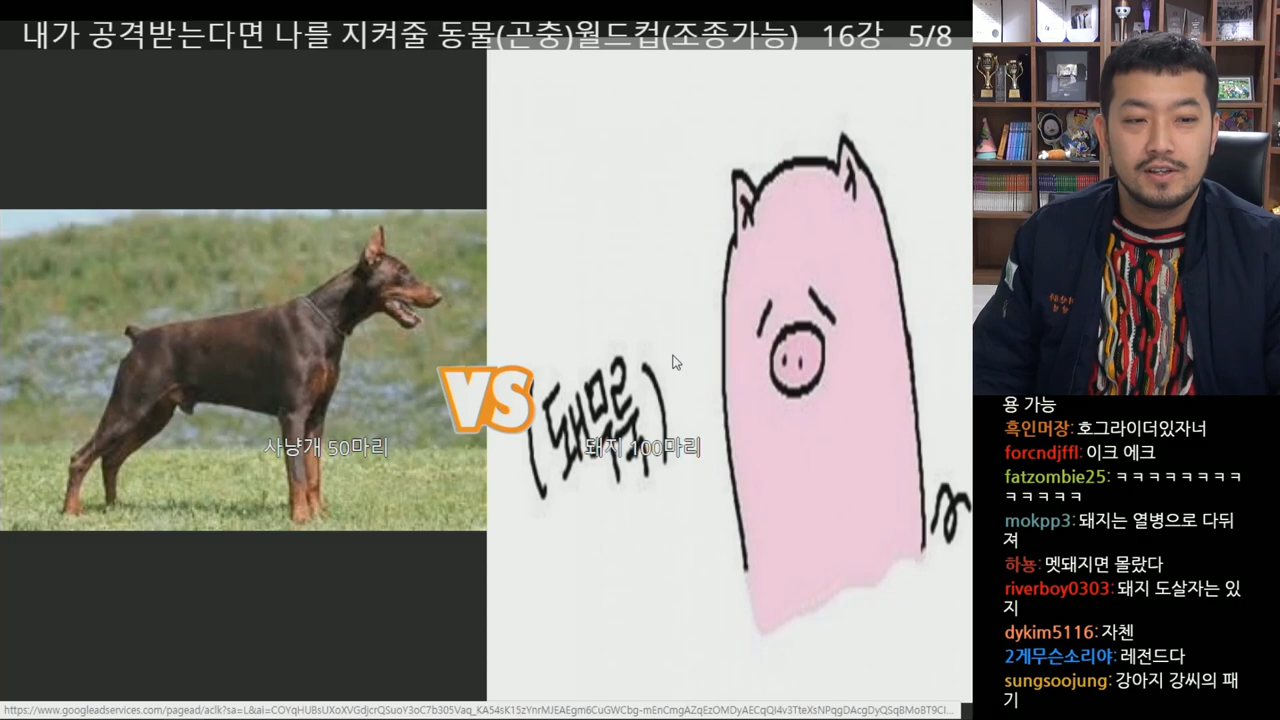 내가 공격받는다면 나를 지켜줄 동물(곤충)월드컵(조종가능) 16강 5/8
VS
(돼무룩)
사냥개 50마리
돼지 100마리
용 가능
흑인머장: 호그라이더있자너
forcndjffl: 이크 에크
fatzombie25: ㅋㅋㅋㅋㅋㅋㅋㅋ
ㅋㅋㅋㅋㅋ
mokpp3: 돼지는 열병으로 다뒤
져
하뇽: 멧돼지면 몰랐다
riverboy0303: 돼지 도살자는 있
지
dykim5116: 자첸
2게무슨소리야: 레전드다
sungsoojung: 강아지 강씨의 패
기